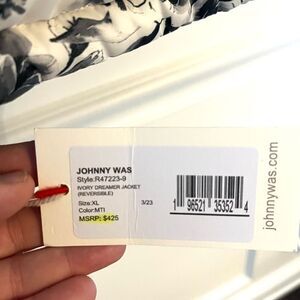 JOHNNY WAS
Style:R47223-9
IVORY DREAMER JACKET
(REVERSIBLE)
Size:XL
3/23
Color:MTI
MSRP: $425
1 96521 35352 4
johnnywas.com